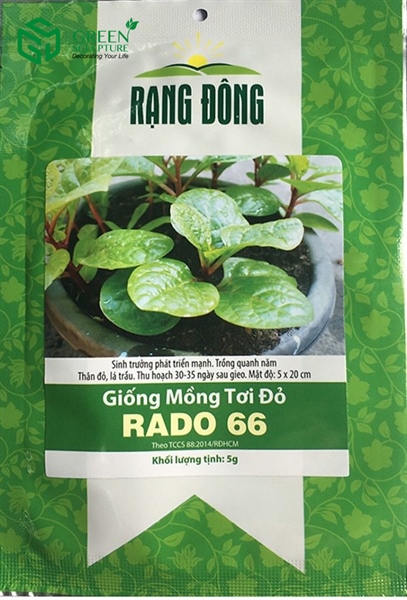 GREEN
SCULPTURE
Decorating Your Life
RẠNG ĐÔNG
Sinh trưởng phát triển mạnh. Trồng quanh năm
Thân đỏ, lá trầu. Thu hoạch 30-35 ngày sau gieo. Mật độ: 5 x 20 cm
Giống Mồng Tơi Đỏ
RADO 66
Theo TCCS 88:2014/RĐHCM
Khối lượng tịnh: 5g